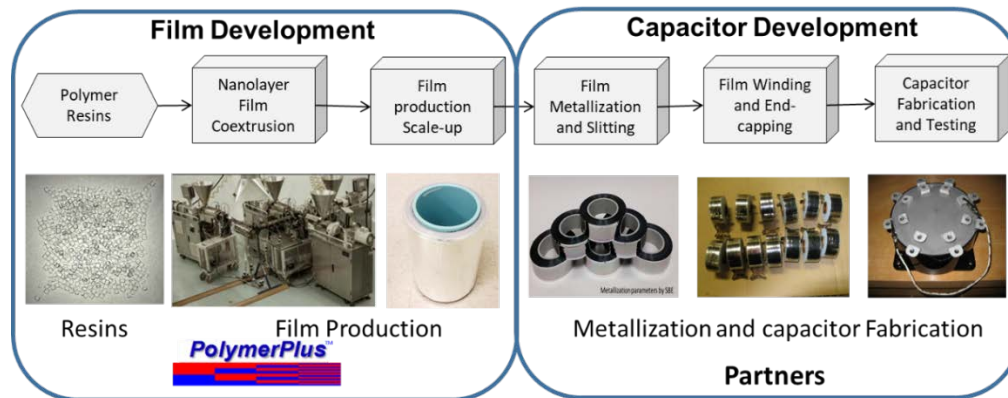 Film Development
Capacitor Development
Polymer
Resins
Nanolayer
Film
Coextrusion
Film
production
Scale-up
Film
Metallization
and Slitting
Film Winding
and End-
capping
Capacitor
Fabrication
and Testing
Metallization parameters by SBE
Resins
Film Production
Metallization and capacitor Fabrication
PolymerPlus™
Partners